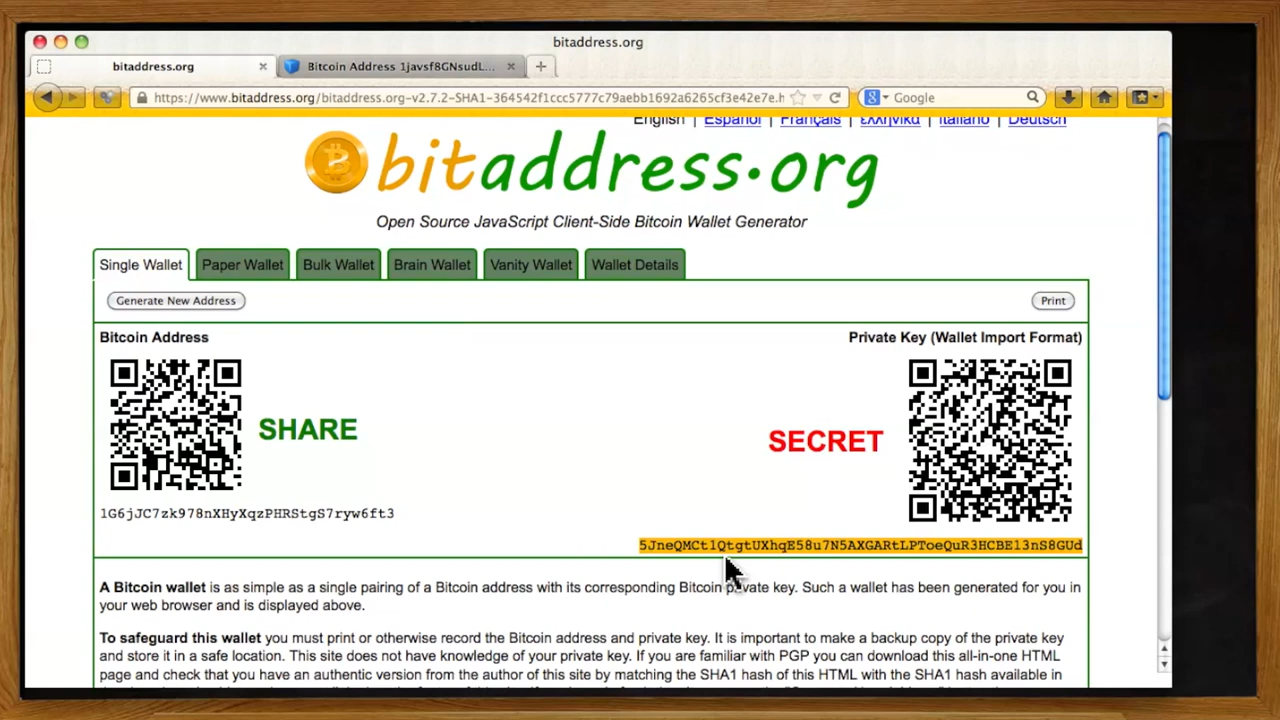 bitaddress.org
bitaddress.org
Bitcoin Address 1javsf8GNsudL...
https://www.bitaddress.org/bitaddress.org-v2.7.2-SHA1-364542f1ccc5777c79aebb1692a6265cf3e42e7e.h
Google
English | Español | Français | ελληνικά | Italiano | Deutsch
bitaddress.org
Open Source JavaScript Client-Side Bitcoin Wallet Generator
Single Wallet
Paper Wallet
Bulk Wallet
Brain Wallet
Vanity Wallet
Wallet Details
Generate New Address
Print
Bitcoin Address
Private Key (Wallet Import Format)
SHARE
SECRET
1G6jJC7zk978nXHyXqzPHRStgS7ryw6ft3
5JneQMCt1QtgtUXhqE58u7N5AXGARtLPToeQuR3HCBE13nS8GUd
A Bitcoin wallet is as simple as a single pairing of a Bitcoin address with its corresponding Bitcoin private key. Such a wallet has been generated for you in
your web browser and is displayed above.
To safeguard this wallet you must print or otherwise record the Bitcoin address and private key. It is important to make a backup copy of the private key
and store it in a safe location. This site does not have knowledge of your private key. If you are familiar with PGP you can download this all-in-one HTML
page and check that you have an authentic version from the author of this site by matching the SHA1 hash of this HTML with the SHA1 hash available in